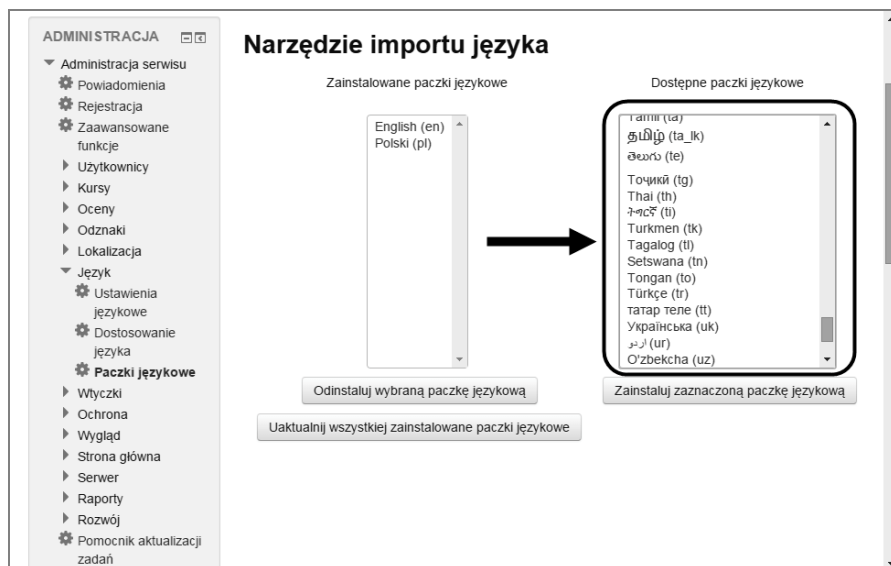 ADMINISTRACJA
Administracja serwisu
Powiadomienia
Rejestracja
Zaawansowane
funkcje
Użytkownicy
Kursy
Oceny
Odznaki
Lokalizacja
Język
Ustawienia
językowe
Dostosowanie
języka
Paczki językowe
Wtyczki
Ochrona
Wygląd
Strona główna
Serwer
Raporty
Rozwój
Pomocnik aktualizacji
zadań
Narzędzie importu języka
Zainstalowane paczki językowe
English (en)
Polski (pl)
Odinstaluj wybraną paczkę językową
Uaktualnij wszystkiej zainstalowane paczki językowe
Dostępne paczki językowe
Tamil (ta)
தமிழ் (ta_lk)
తెలుగు (te)
Тоҷикӣ (tg)
Thai (th)
ትግርኛ (ti)
Turkmen (tk)
Tagalog (tl)
Setswana (tn)
Tongan (to)
Türkçe (tr)
татар теле (tt)
Українська (uk)
اردو (ur)
O'zbekcha (uz)
Zainstaluj zaznaczoną paczkę językową